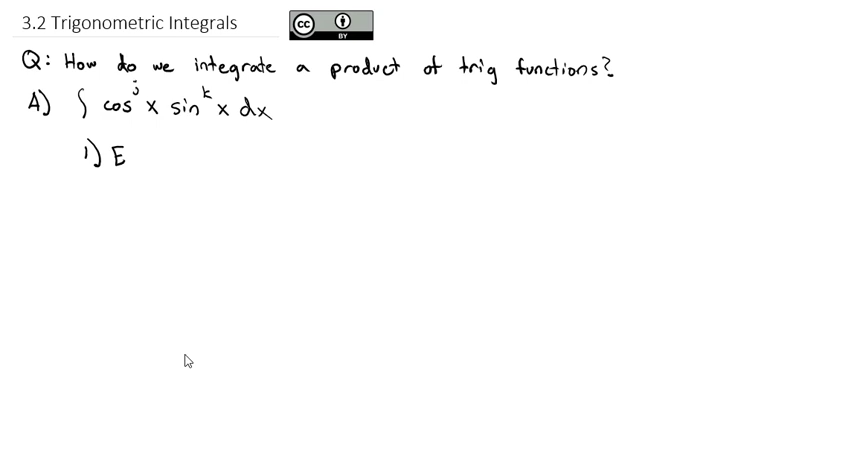 3.2 Trigonometric Integrals
cc BY
Q: How do we integrate a product of trig functions?
A) ∫ cos^j x sin^k x dx
1) E